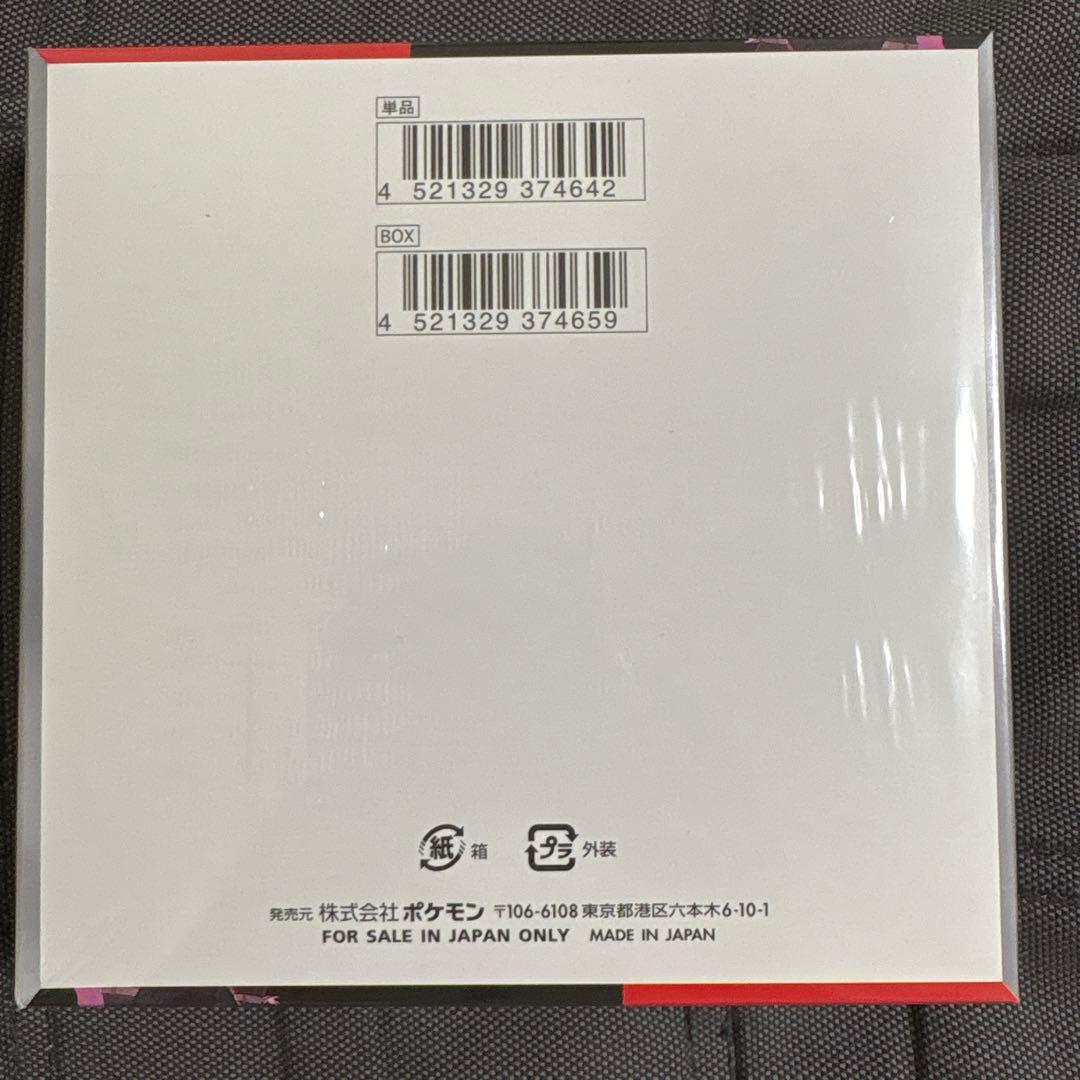 単品
4 521329 374642
BOX
4 521329 374659
紙 箱 プラ 外装
発売元 株式会社 ポケモン 〒106-6108 東京都港区六本木6-10-1
FOR SALE IN JAPAN ONLY MADE IN JAPAN